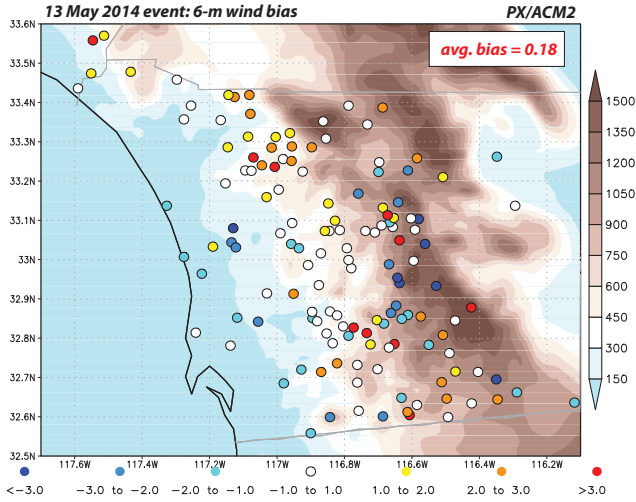 13 May 2014 event: 6-m wind bias PX/ACM2
avg. bias = 0.18
33.6N
33.5N
33.4N
33.3N
33.2N
33.1N
33N
32.9N
32.8N
32.7N
32.6N
32.5N
1500
1350
1200
1050
900
750
600
450
300
150
117.6W 117.4W 117.2W 117W 116.8W 116.6W 116.4W 116.2W
<−3.0 −3.0 to −2.0 −2.0 to −1.0 −1.0 to 1.0 1.0 to 2.0 2.0 to 3.0 >3.0